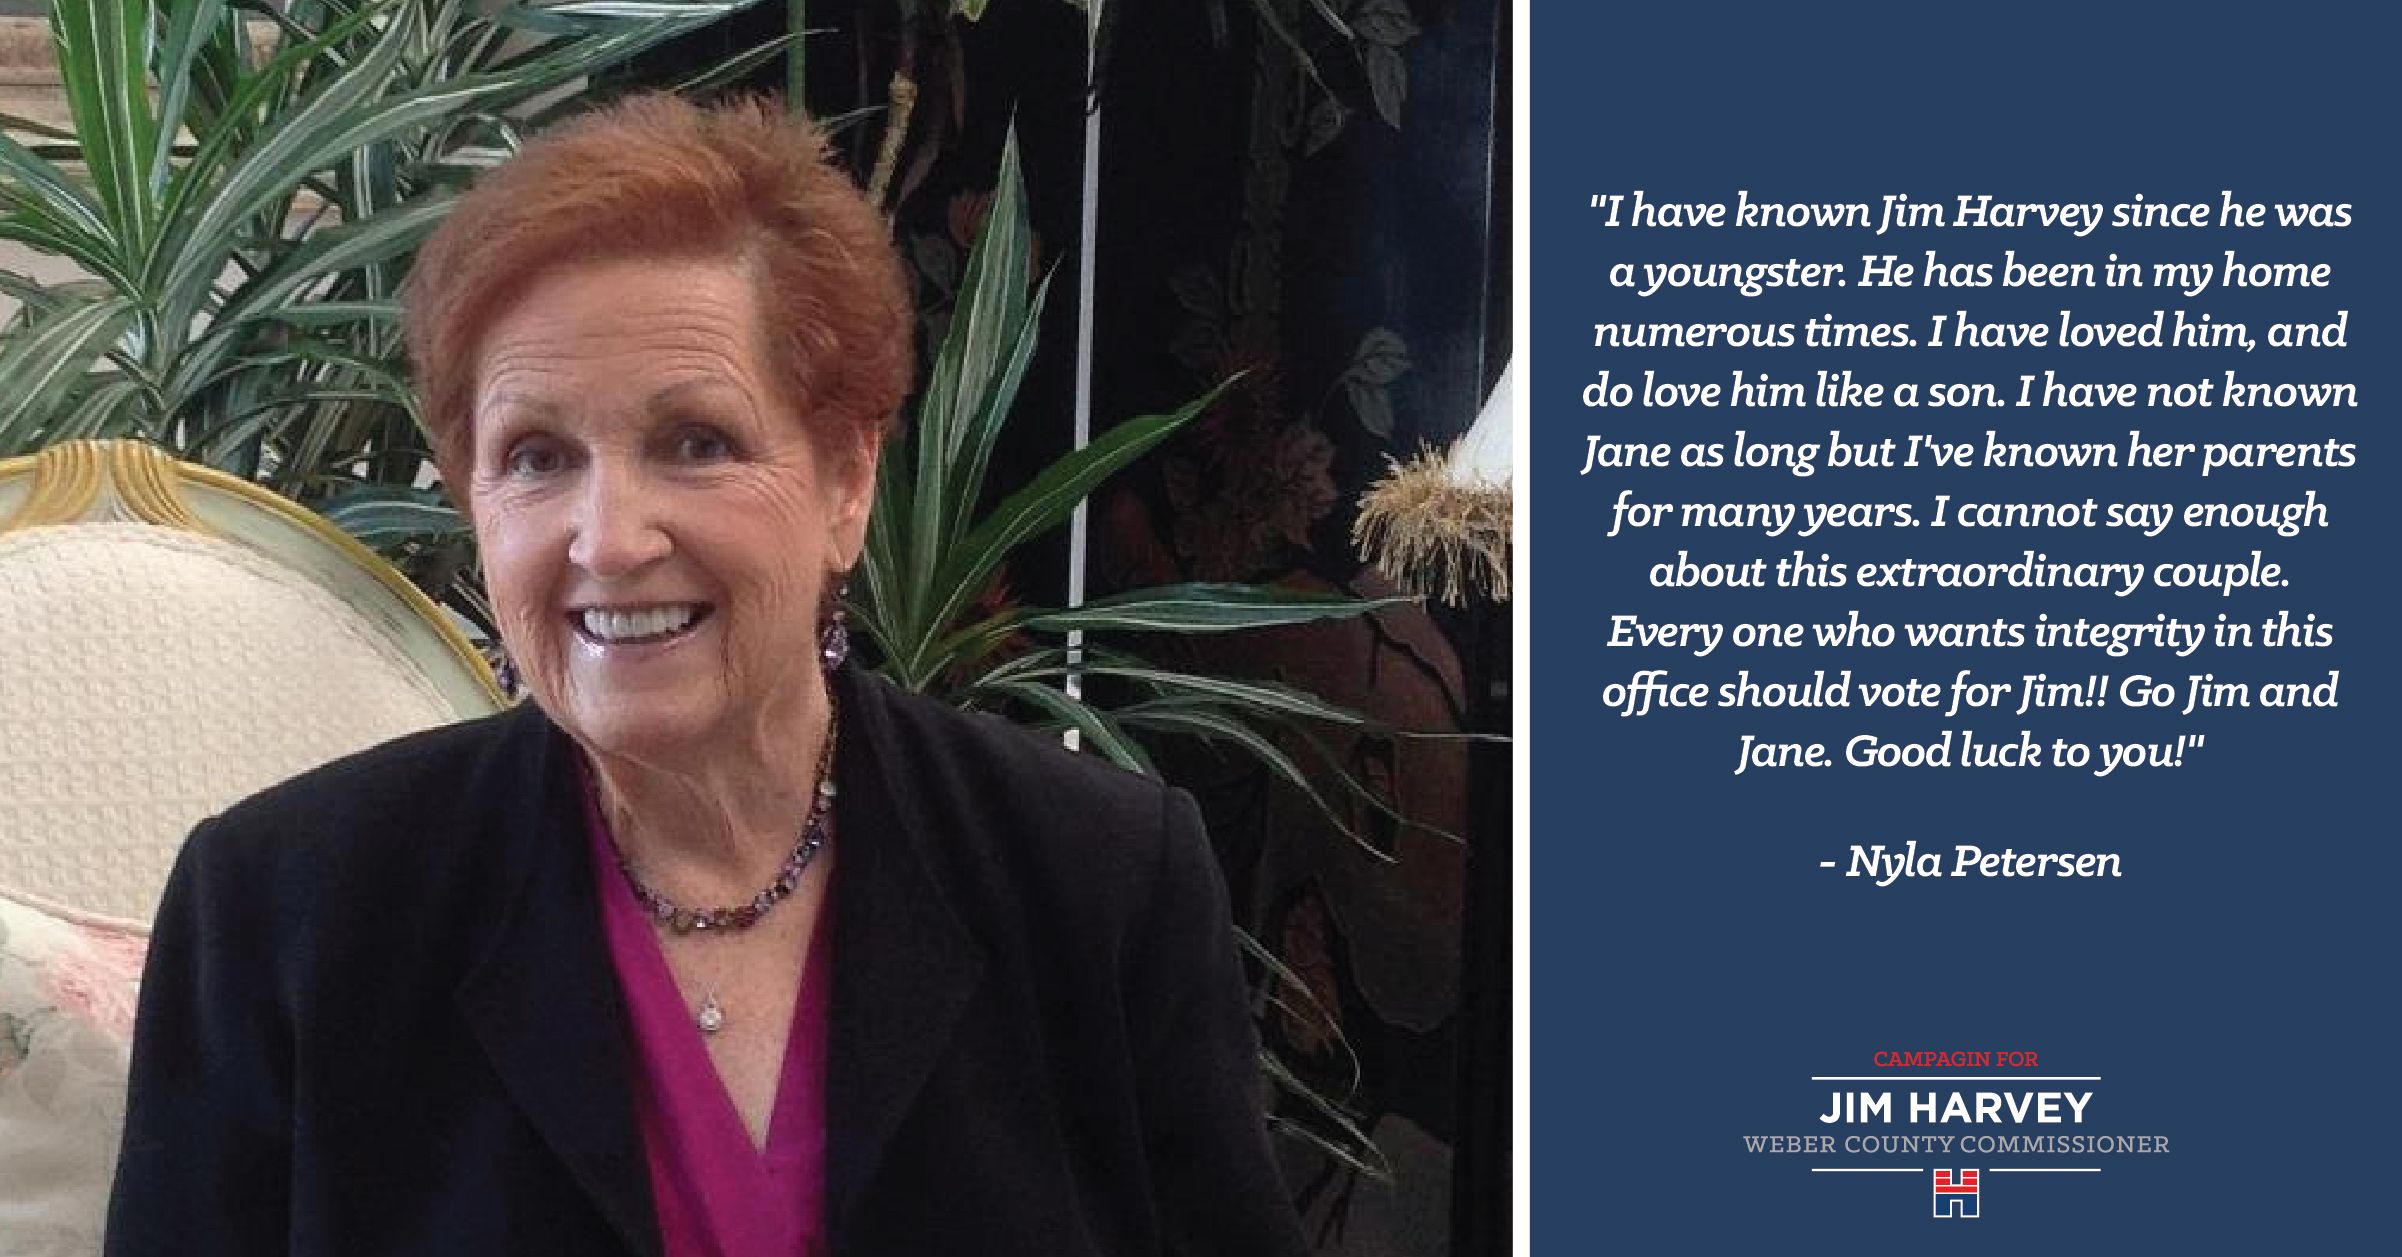 "I have known Jim Harvey since he was
a youngster. He has been in my home
numerous times. I have loved him, and
do love him like a son. I have not known
Jane as long but I've known her parents
for many years. I cannot say enough
about this extraordinary couple.
Every one who wants integrity in this
office should vote for Jim!! Go Jim and
Jane. Good luck to you!"
- Nyla Petersen
CAMPAGIN FOR
JIM HARVEY
WEBER COUNTY COMMISSIONER
H